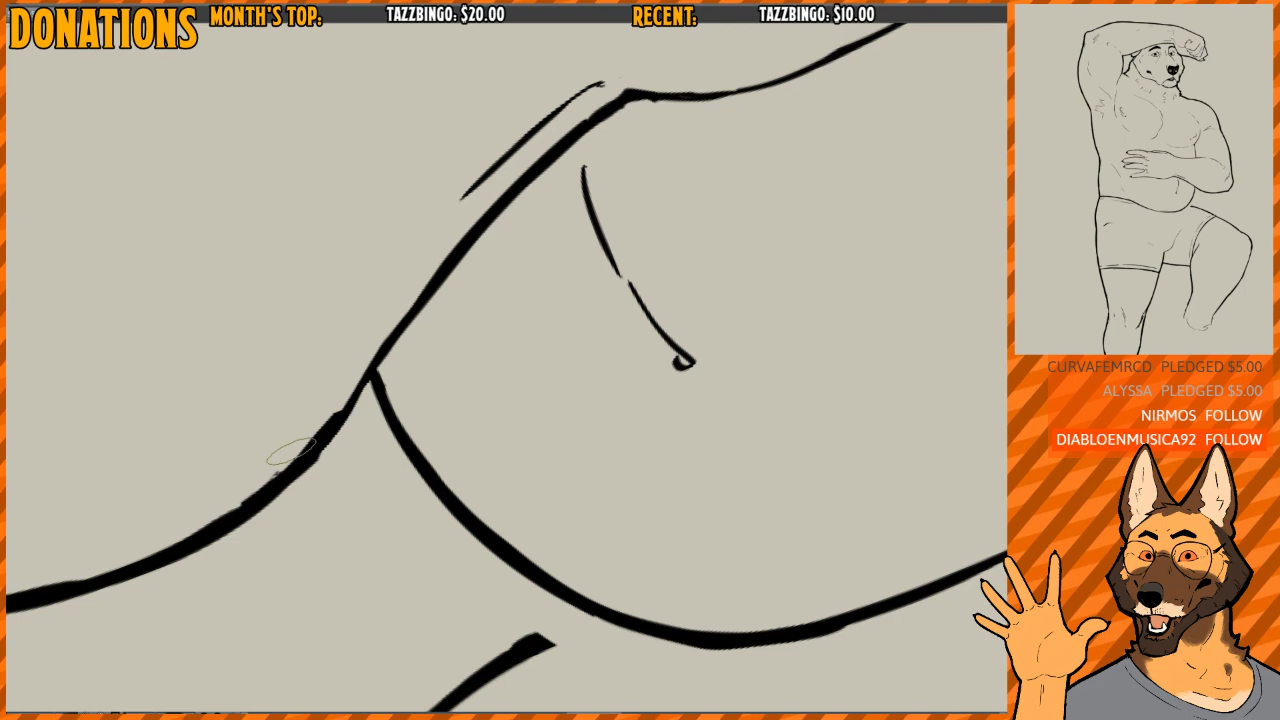 DONATIONS
MONTH'S TOP: TAZZBINGO: $20.00 RECENT: TAZZBINGO: $10.00
CURVAFEMRCD PLEDGED $5.00
ALYSSA PLEDGED $5.00
NIRMOS FOLLOW
DIABLOENMUSICA92 FOLLOW